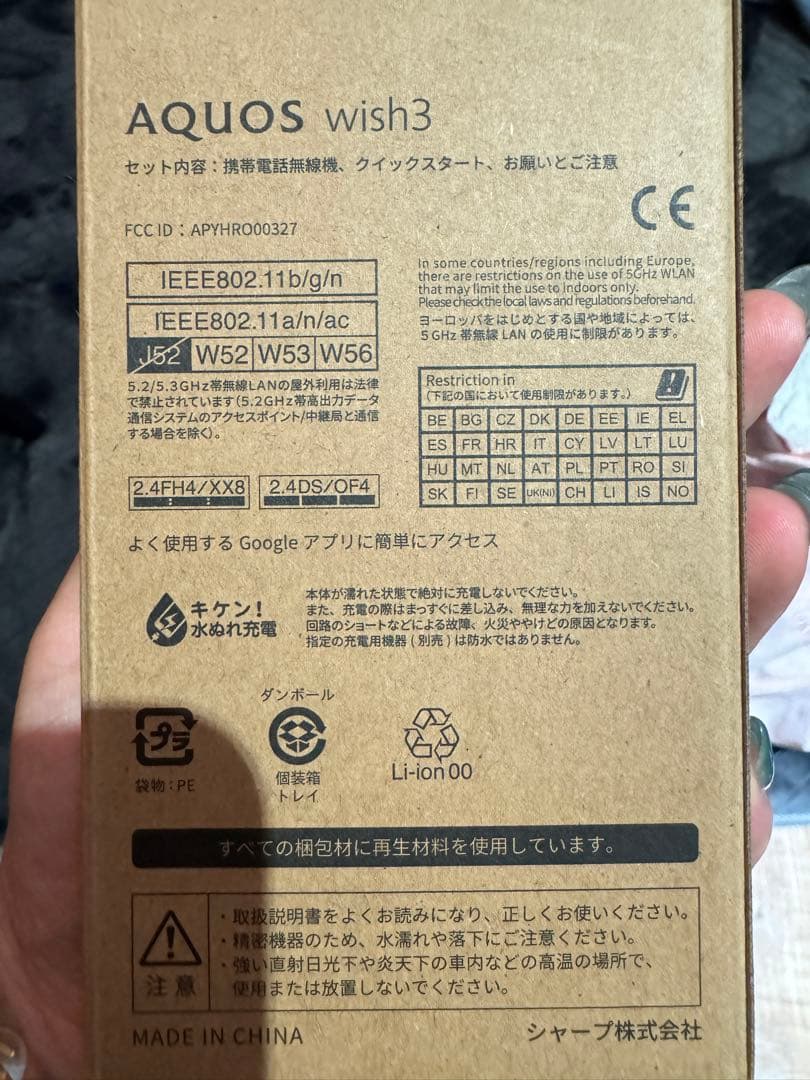 AQUOS wish3
セット内容：携帯電話無線機、クイックスタート、お願いとご注意
CE
FCC ID：APYHRO00327
IEEE802.11b/g/n
IEEE802.11a/n/ac
J52 W52 W53 W56
5.2/5.3GHz帯無線LANの屋外利用は法律
で禁止されています(5.2GHz帯高出力データ
通信システムのアクセスポイント/中継局と通信
する場合を除く)。
In some countries/regions including Europe,
there are restrictions on the use of 5GHz WLAN
that may limit the use to indoors only.
Please check the local laws and regulations beforehand.
ヨーロッパをはじめとする国や地域によっては、
5GHz帯無線LANの使用に制限があります。
Restriction in
(下記の国において使用制限があります。)
BE BG CZ DK DE EE IE EL
ES FR HR IT CY LV LT LU
HU MT NL AT PL PT RO SI
SK FI SE UK(NI) CH LI IS NO
2.4FH4/XX8 2.4DS/OF4
よく使用する Google アプリに簡単にアクセス
キケン！
水ぬれ充電
本体が濡れた状態で絶対に充電しないでください。
また、充電の際はまっすぐに差し込み、無理な力を加えないでください。
回路のショートなどによる故障、火災ややけどの原因となります。
指定の充電用機器(別売)は防水ではありません。
プラ
袋物：PE
ダンボール
個装箱
トレイ
Li-ion 00
すべての梱包材に再生材料を使用しています。
注意
・取扱説明書をよくお読みになり、正しくお使いください。
・精密機器のため、水濡れや落下にご注意ください。
・強い直射日光下や炎天下の車内などの高温の場所で、
使用または放置しないでください。
MADE IN CHINA
シャープ株式会社